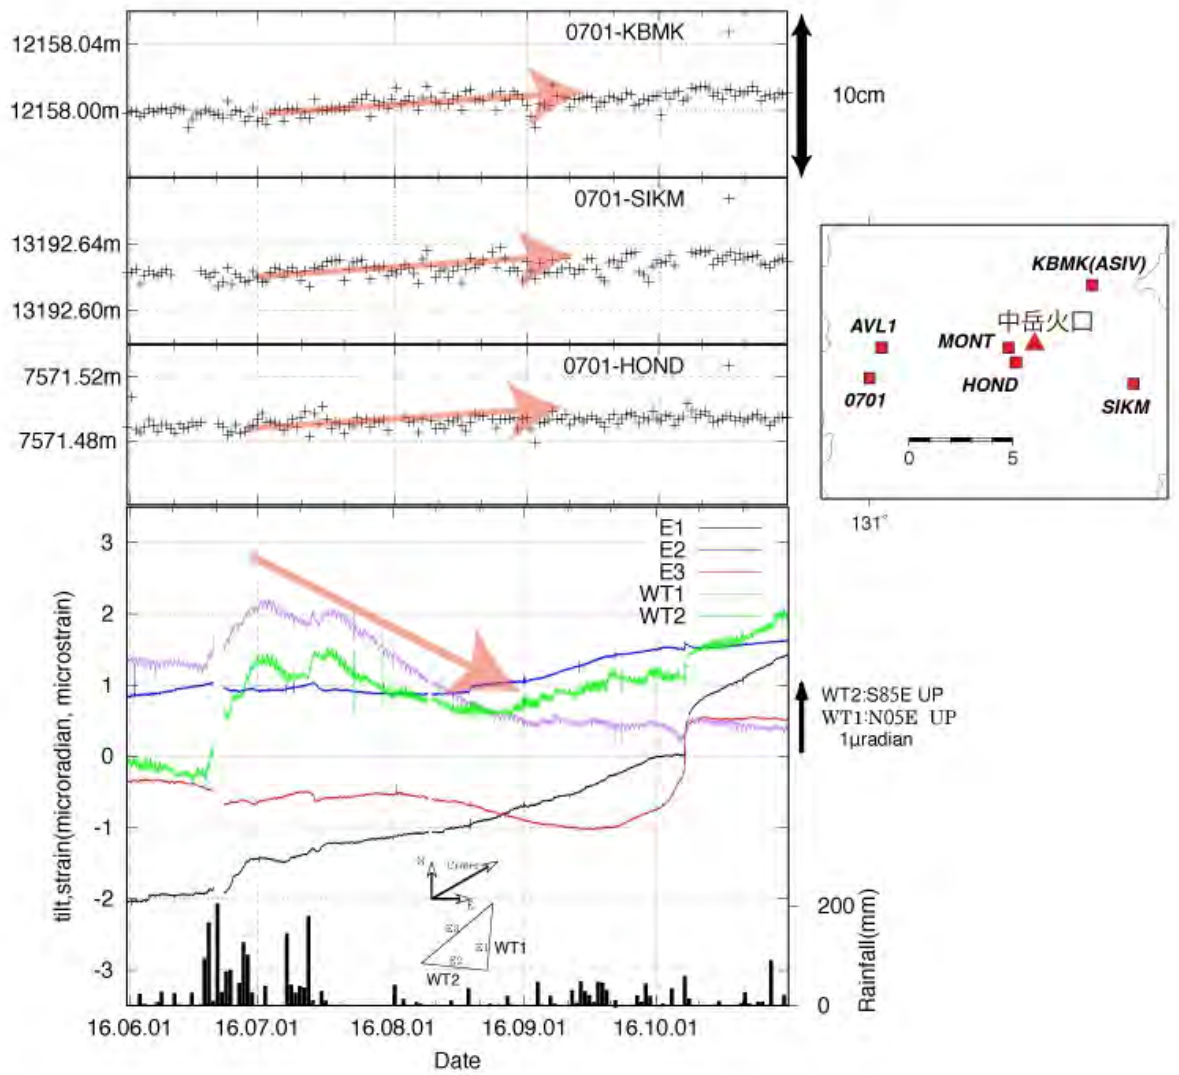 0701-KBMK
12158.04m
12158.00m
10cm
0701-SIKM
13192.64m
13192.60m
0701-HOND
7571.52m
7571.48m
KBMK(ASIV)
中岳火口
AVL1
MONT
HOND
0701
SIKM
0 5
131°
E1
E2
E3
WT1
WT2
3
2
1
0
-1
-2
-3
tilt,strain(microradian, microstrain)
WT2:S85E UP
WT1:N05E UP
1μradian
N
E
E3
E1
WT1
E2
WT2
200
0
Rainfall(mm)
16.06.01 16.07.01 16.08.01 16.09.01 16.10.01
Date